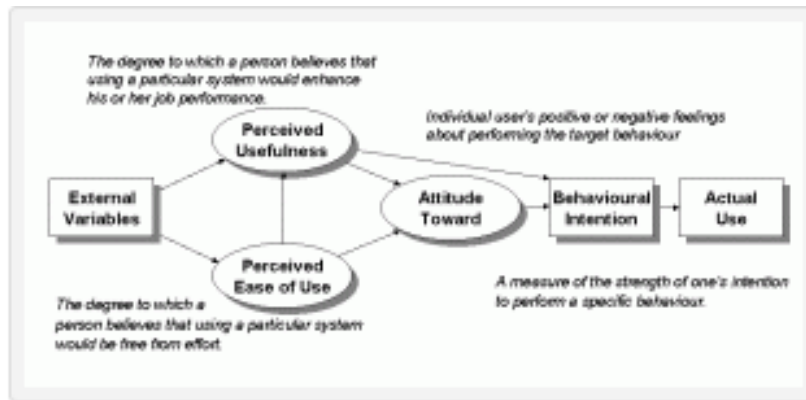 The degree to which a person believes that
using a particular system would enhance
his or her job performance.
Individual user's positive or negative feelings
about performing the target behaviour
Perceived
Usefulness
External
Variables
Attitude
Toward
Behavioural
Intention
Actual
Use
Perceived
Ease of Use
A measure of the strength of one's intention
to perform a specific behaviour.
The degree to which a
person believes that using a particular system
would be free from effort.